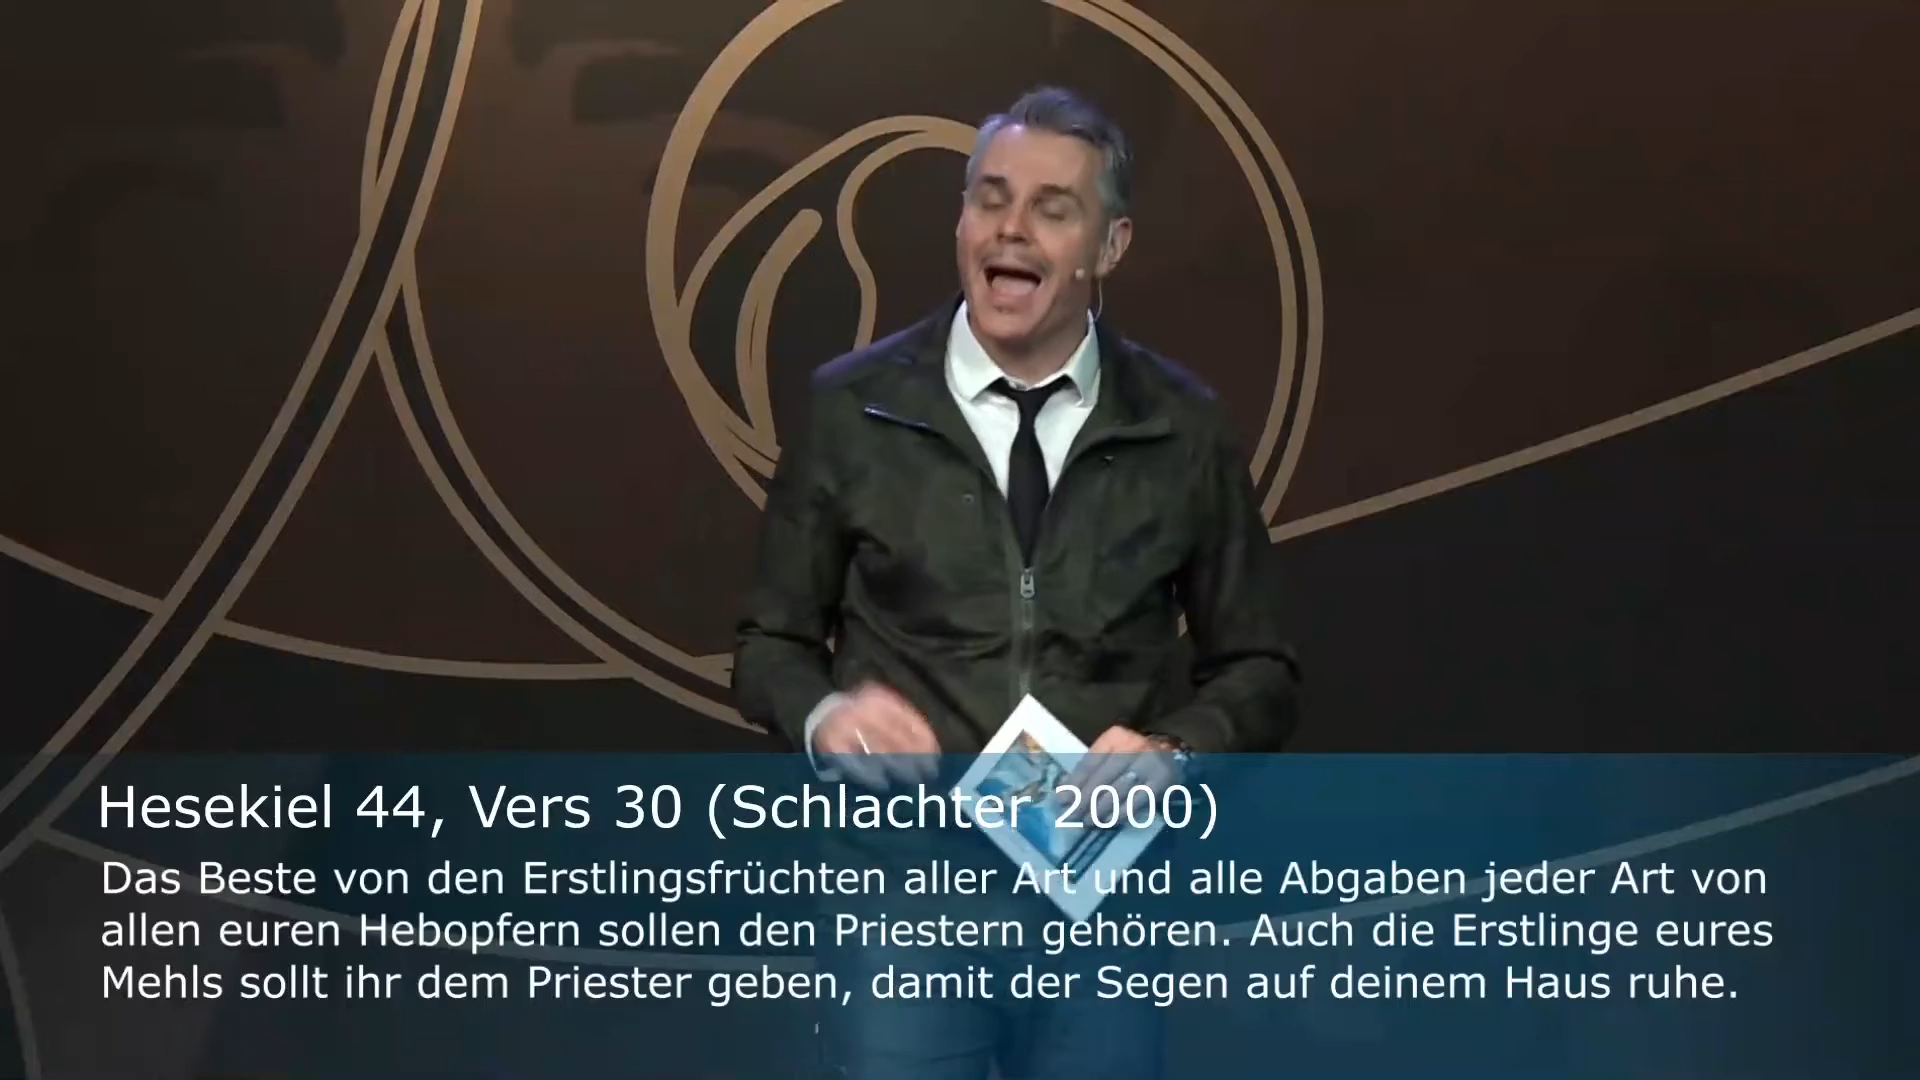 Hesekiel 44, Vers 30 (Schlachter 2000)
Das Beste von den Erstlingsfrüchten aller Art und alle Abgaben jeder Art von
allen euren Hebopfern sollen den Priestern gehören. Auch die Erstlinge eures
Mehls sollt ihr dem Priester geben, damit der Segen auf deinem Haus ruhe.